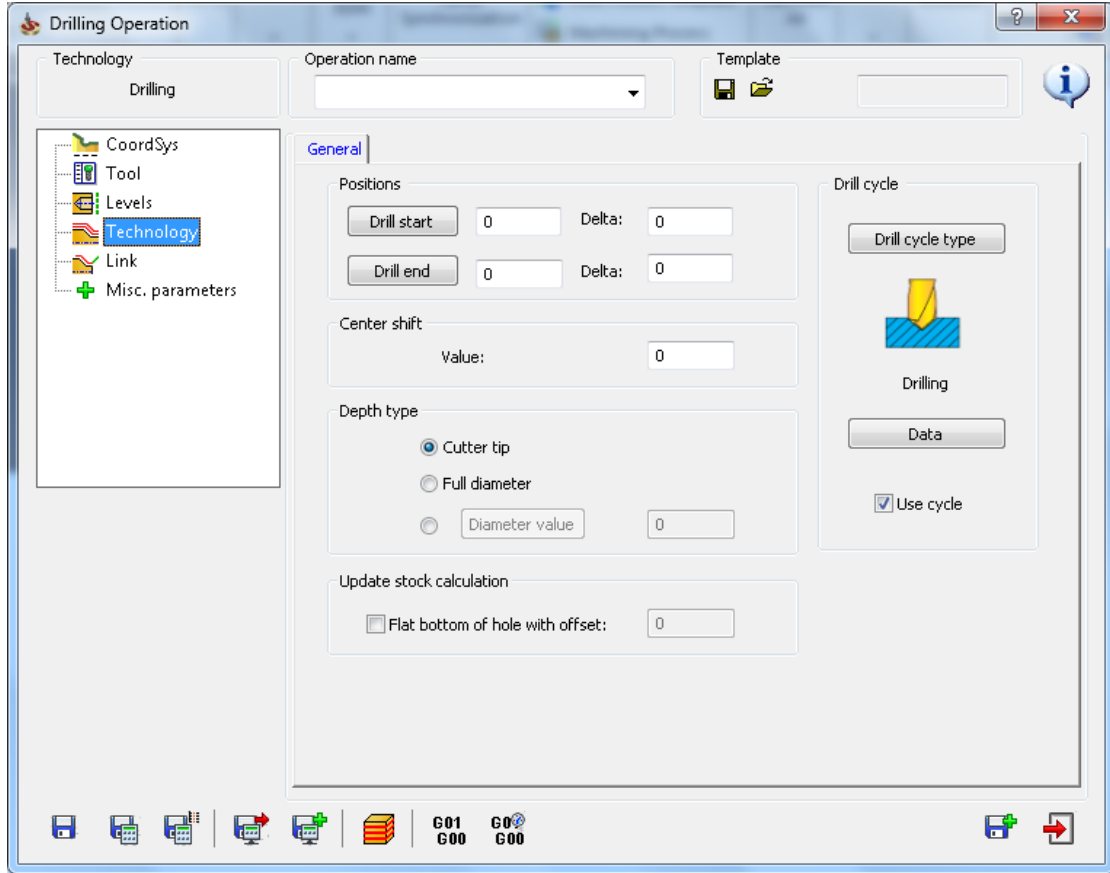 Drilling Operation
Technology
Drilling
Operation name
Template
CoordSys
Tool
Levels
Technology
Link
Misc. parameters
General
Positions
Drill start 0 Delta: 0
Drill end 0 Delta: 0
Center shift
Value: 0
Depth type
Cutter tip
Full diameter
Diameter value 0
Update stock calculation
Flat bottom of hole with offset: 0
Drill cycle
Drill cycle type
Drilling
Data
Use cycle
G01
G00
G00